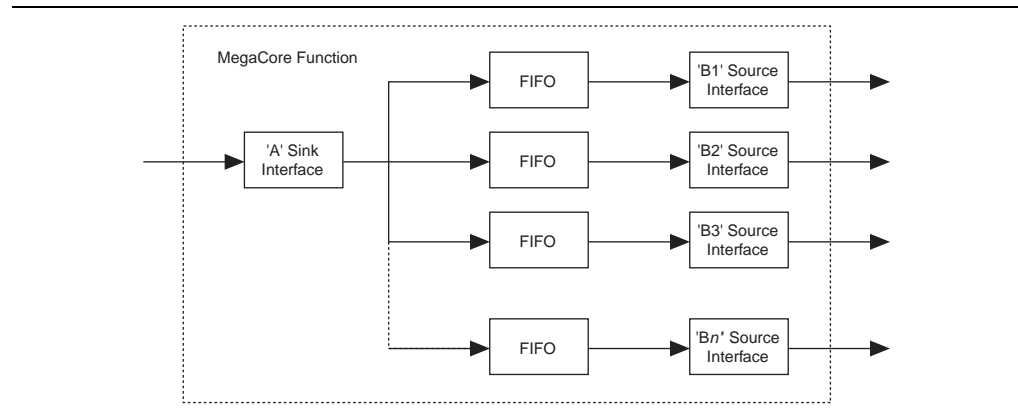 MegaCore Function
FIFO
'B1' Source
Interface
'A' Sink
Interface
FIFO
'B2' Source
Interface
FIFO
'B3' Source
Interface
FIFO
'Bn' Source
Interface